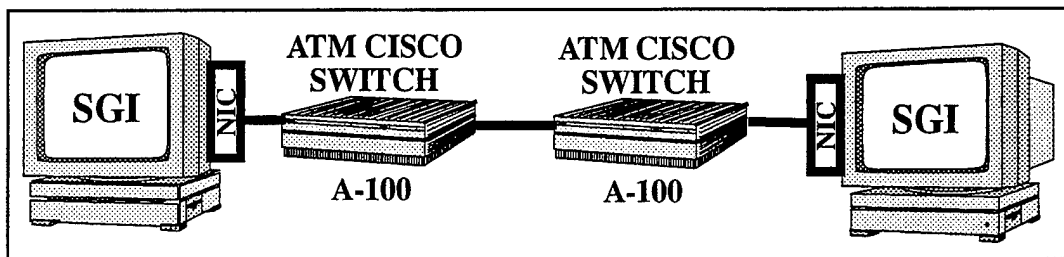 SGI
NIC
ATM CISCO
SWITCH
A-100
ATM CISCO
SWITCH
A-100
NIC
SGI